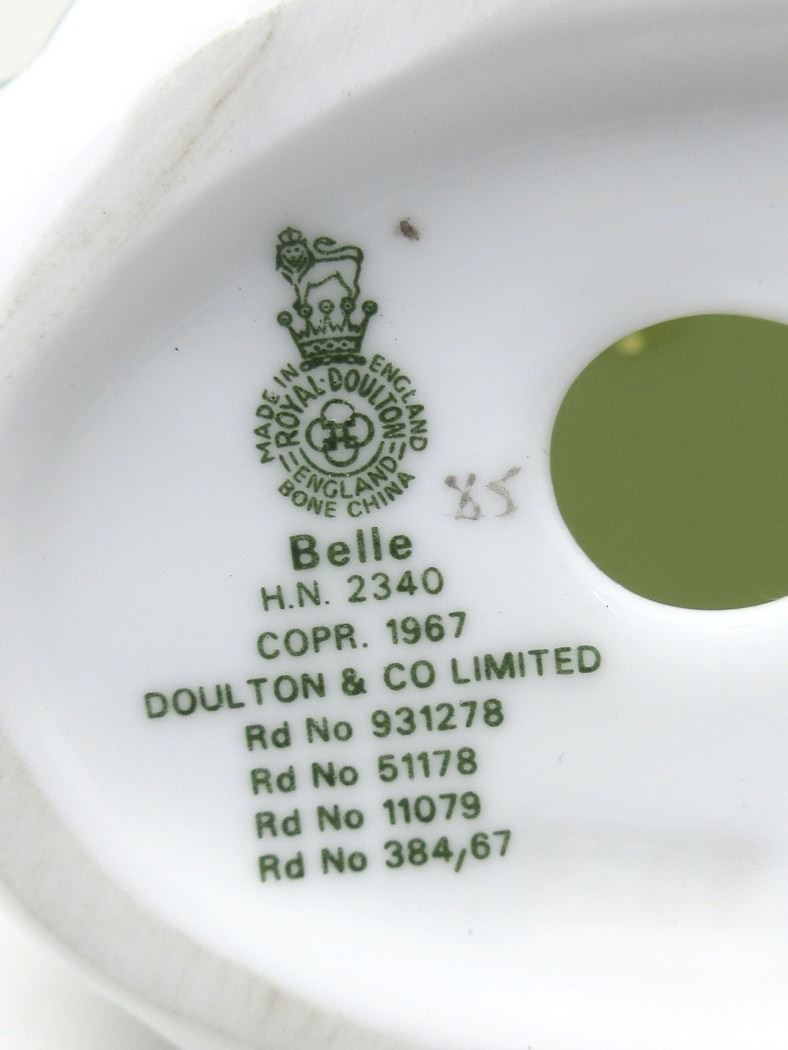 MADE IN ENGLAND
ROYAL·DOULTON
ENGLAND
BONE CHINA
85
Belle
H.N. 2340
COPR. 1967
DOULTON & CO LIMITED
Rd No 931278
Rd No 51178
Rd No 11079
Rd No 384/67